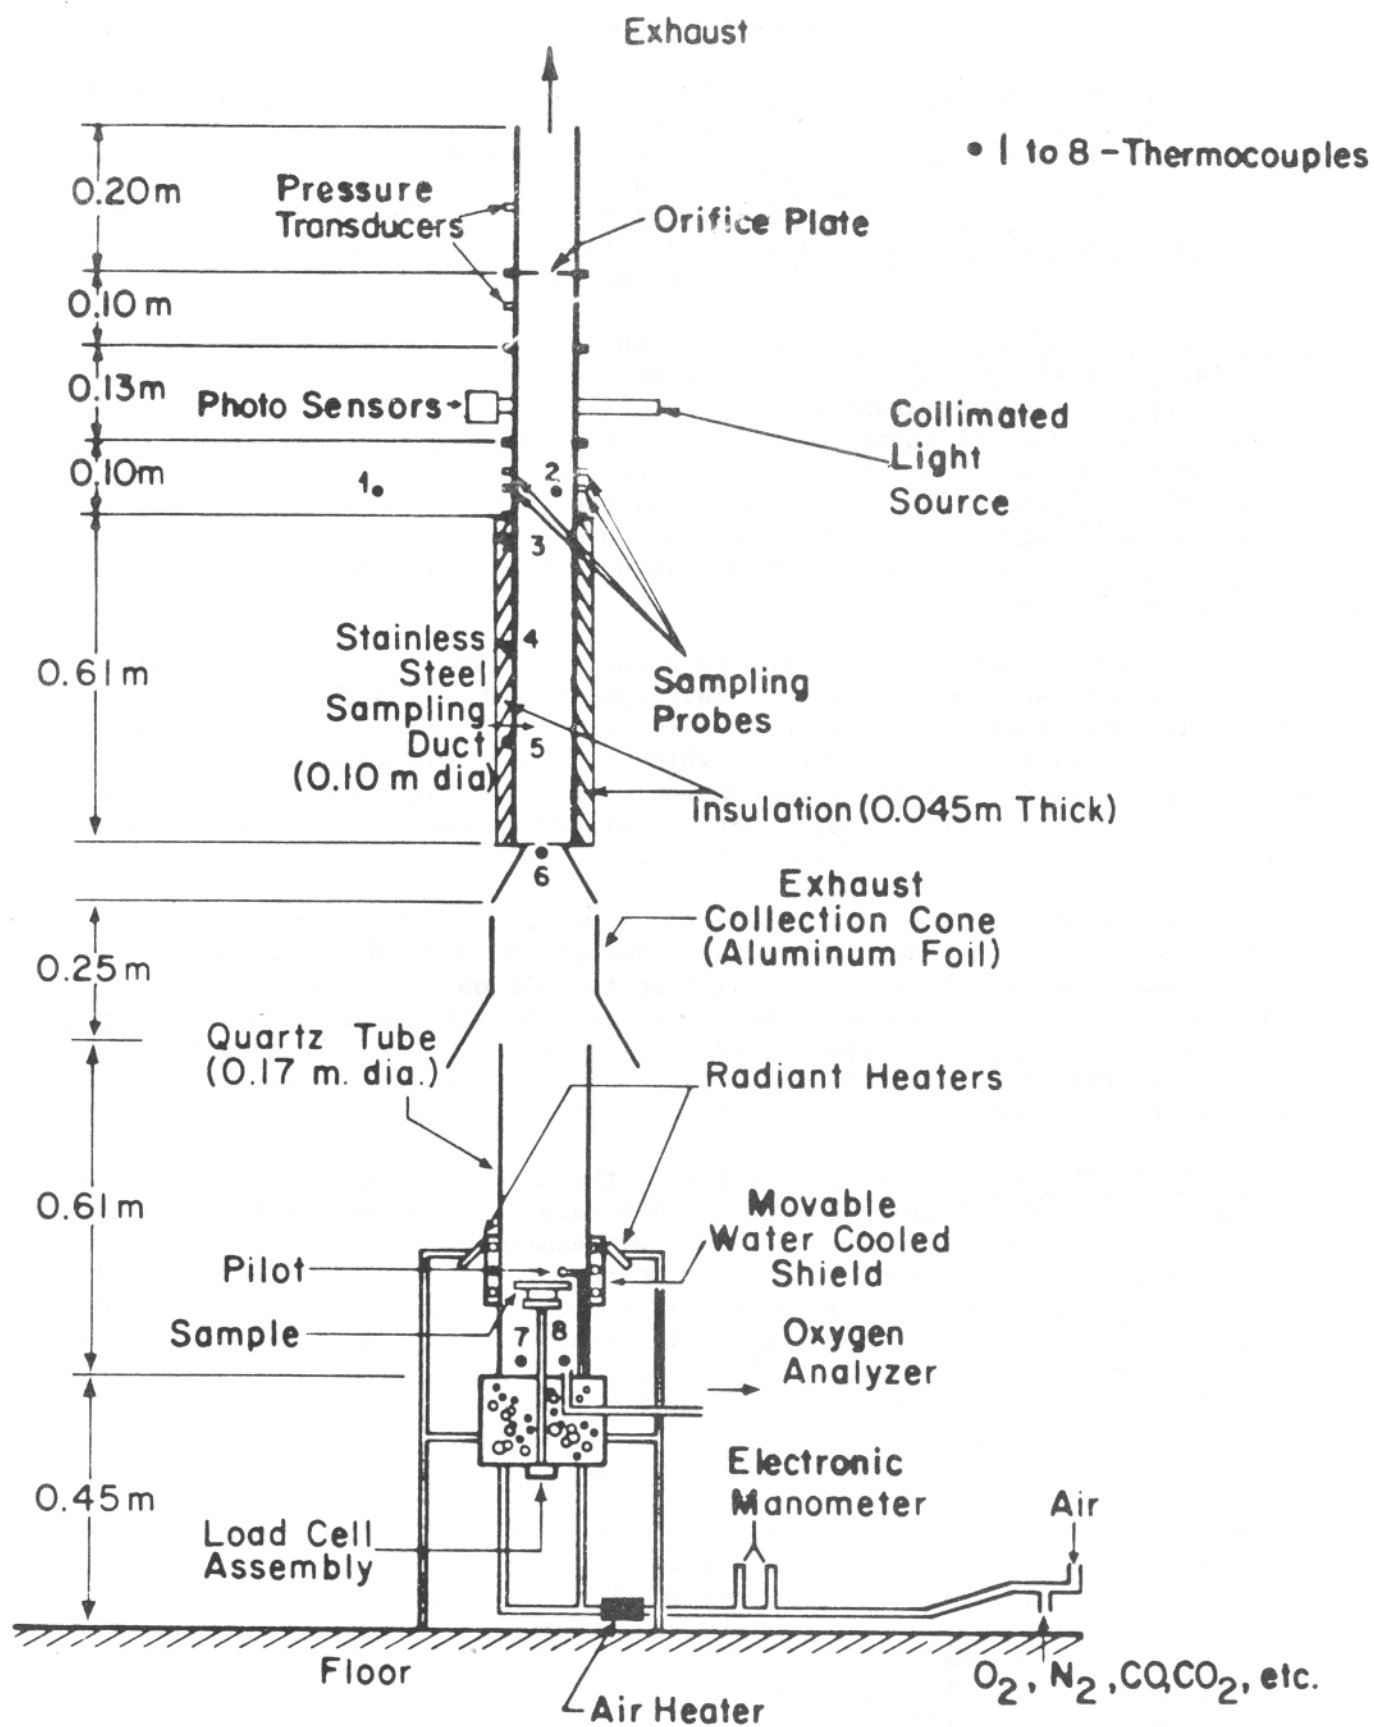 Exhaust
• 1 to 8 – Thermocouples
0.20m
Pressure
Transducers
Orifice Plate
0.10m
0.13m
Photo Sensors
Collimated
Light
Source
0.10m
1
2
3
Stainless
Steel
Sampling
Duct
(0.10 m dia)
4
0.61m
Sampling
Probes
5
Insulation (0.045m Thick)
6
Exhaust
Collection Cone
(Aluminum Foil)
0.25m
Quartz Tube
(0.17 m. dia.)
Radiant Heaters
0.61m
Movable
Water Cooled
Shield
Pilot
Sample
7
8
Oxygen
Analyzer
Electronic
Manometer
Air
0.45m
Load Cell
Assembly
Floor
O2, N2, CO,CO2, etc.
Air Heater